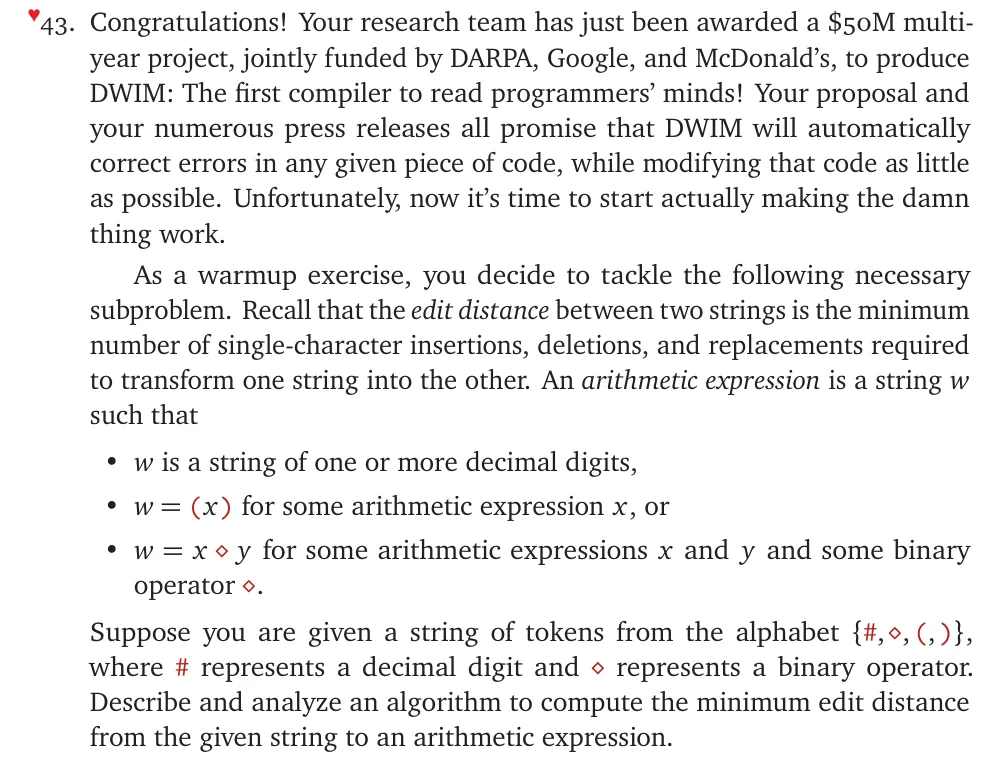 ♥43. Congratulations! Your research team has just been awarded a $50M multi-
year project, jointly funded by DARPA, Google, and McDonald’s, to produce
DWIM: The first compiler to read programmers’ minds! Your proposal and
your numerous press releases all promise that DWIM will automatically
correct errors in any given piece of code, while modifying that code as little
as possible. Unfortunately, now it’s time to start actually making the damn
thing work.
As a warmup exercise, you decide to tackle the following necessary
subproblem. Recall that the edit distance between two strings is the minimum
number of single-character insertions, deletions, and replacements required
to transform one string into the other. An arithmetic expression is a string w
such that
• w is a string of one or more decimal digits,
• w = (x) for some arithmetic expression x, or
• w = x ⋄ y for some arithmetic expressions x and y and some binary
operator ⋄.
Suppose you are given a string of tokens from the alphabet {#, ⋄, (, )},
where # represents a decimal digit and ⋄ represents a binary operator.
Describe and analyze an algorithm to compute the minimum edit distance
from the given string to an arithmetic expression.